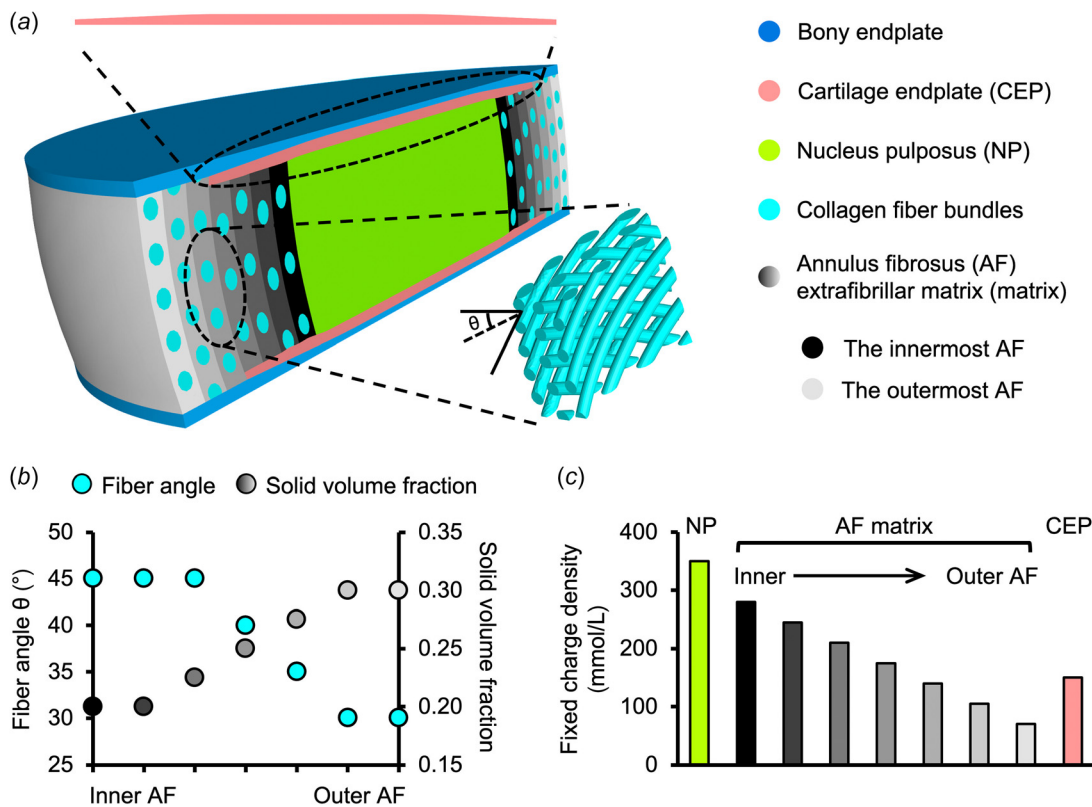 (a)
Bony endplate
Cartilage endplate (CEP)
Nucleus pulposus (NP)
Collagen fiber bundles
Annulus fibrosus (AF)
extrafibrillar matrix (matrix)
The innermost AF
The outermost AF
θ
(b)
Fiber angle
Solid volume fraction
Fiber angle θ (°)
50
45
40
35
30
25
0.35
0.30
0.25
0.20
0.15
Solid volume
fraction
Inner AF
Outer AF
(c)
NP
AF matrix
CEP
Inner
Outer AF
Fixed charge density
(mmol/L)
400
300
200
100
0